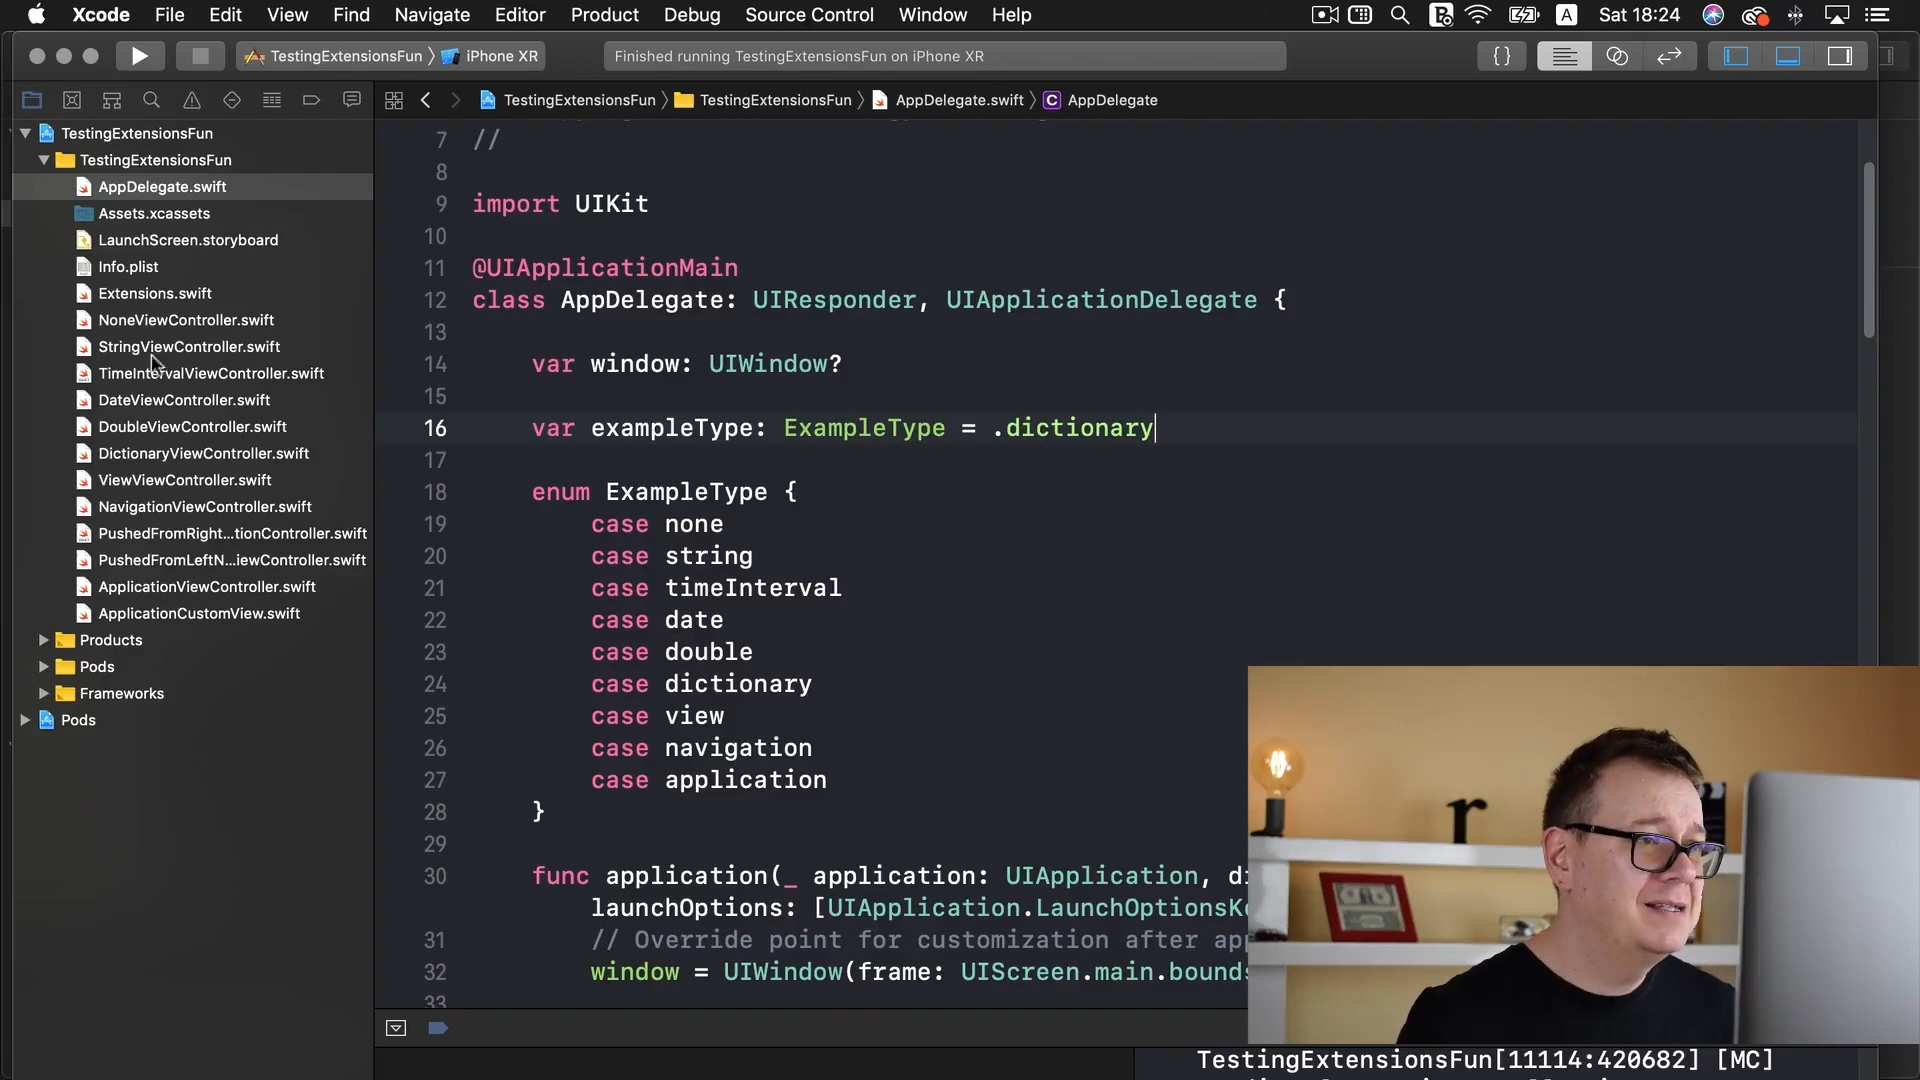 Xcode File Edit View Find Navigate Editor Product Debug Source Control Window Help
A Sat 18:24
TestingExtensionsFun iPhone XR
Finished running TestingExtensionsFun on iPhone XR
{}
TestingExtensionsFun TestingExtensionsFun AppDelegate.swift C AppDelegate
TestingExtensionsFun
TestingExtensionsFun
AppDelegate.swift
Assets.xcassets
LaunchScreen.storyboard
Info.plist
Extensions.swift
NoneViewController.swift
StringViewController.swift
TimeIntervalViewController.swift
DateViewController.swift
DoubleViewController.swift
DictionaryViewController.swift
ViewViewController.swift
NavigationViewController.swift
PushedFromRight...tionController.swift
PushedFromLeftN...iewController.swift
ApplicationViewController.swift
ApplicationCustomView.swift
Products
Pods
Frameworks
Pods
7 //
8
9 import UIKit
10
11 @UIApplicationMain
12 class AppDelegate: UIResponder, UIApplicationDelegate {
13
14 var window: UIWindow?
15
16 var exampleType: ExampleType = .dictionary
17
18 enum ExampleType {
19 case none
20 case string
21 case timeInterval
22 case date
23 case double
24 case dictionary
25 case view
26 case navigation
27 case application
28 }
29
30 func application(_ application: UIApplication, di
launchOptions: [UIApplication.LaunchOptionsKe
31 // Override point for customization after app
32 window = UIWindow(frame: UIScreen.main.bounds
33
r
TestingExtensionsFun[11114:420682] [MC]